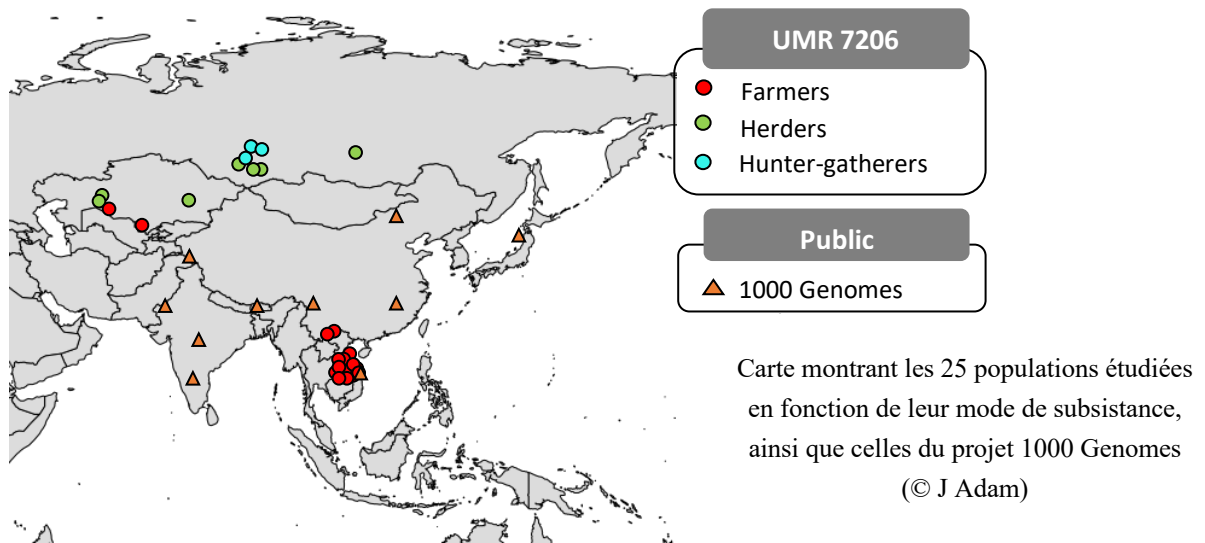 UMR 7206
Farmers
Herders
Hunter-gatherers
Public
1000 Genomes
Carte montrant les 25 populations étudiées
en fonction de leur mode de subsistance,
ainsi que celles du projet 1000 Genomes
(© J Adam)